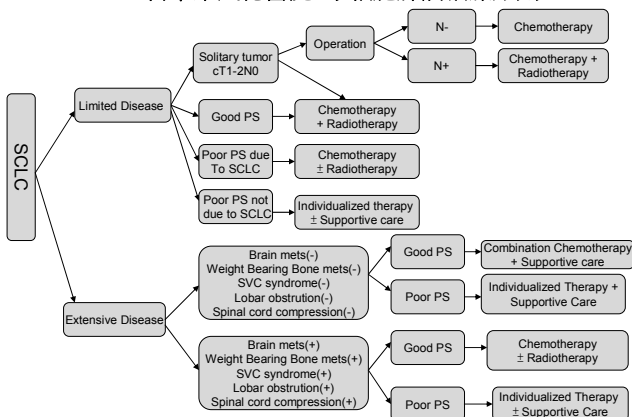 SCLC
Limited Disease
Solitary tumor
cT1-2N0
Operation
N-
Chemotherapy
N+
Chemotherapy +
Radiotherapy
Good PS
Chemotherapy
+ Radiotherapy
Poor PS due
To SCLC
Chemotherapy
± Radiotherapy
Poor PS not
due to SCLC
Individualized therapy
± Supportive care
Extensive Disease
Brain mets(-)
Weight Bearing Bone mets(-)
SVC syndrome(-)
Lobar obstrution(-)
Spinal cord compression(-)
Good PS
Combination Chemotherapy
+ Supportive care
Poor PS
Individualized Therapy +
Supportive Care
Brain mets(+)
Weight Bearing Bone mets(+)
SVC syndrome(+)
Lobar obstrution(+)
Spinal cord compression(+)
Good PS
Chemotherapy
± Radiotherapy
Poor PS
Individualized Therapy
± Supportive Care